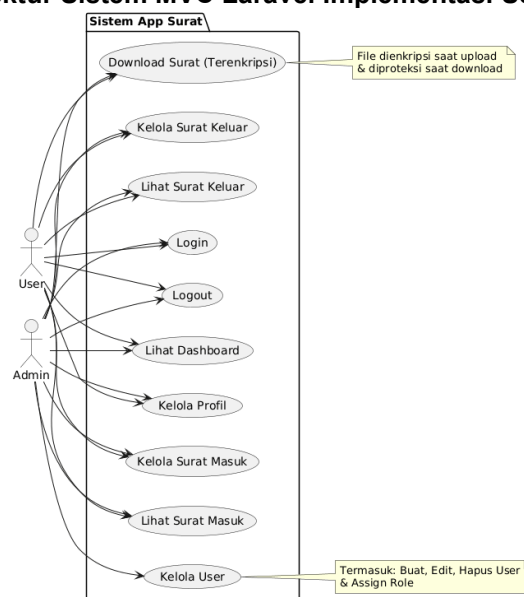 Sistem App Surat
Download Surat (Terenkripsi)
File dienkripsi saat upload
& diproteksi saat download
Kelola Surat Keluar
Lihat Surat Keluar
Login
User
Logout
Lihat Dashboard
Admin
Kelola Profil
Kelola Surat Masuk
Lihat Surat Masuk
Kelola User
Termasuk: Buat, Edit, Hapus User
& Assign Role